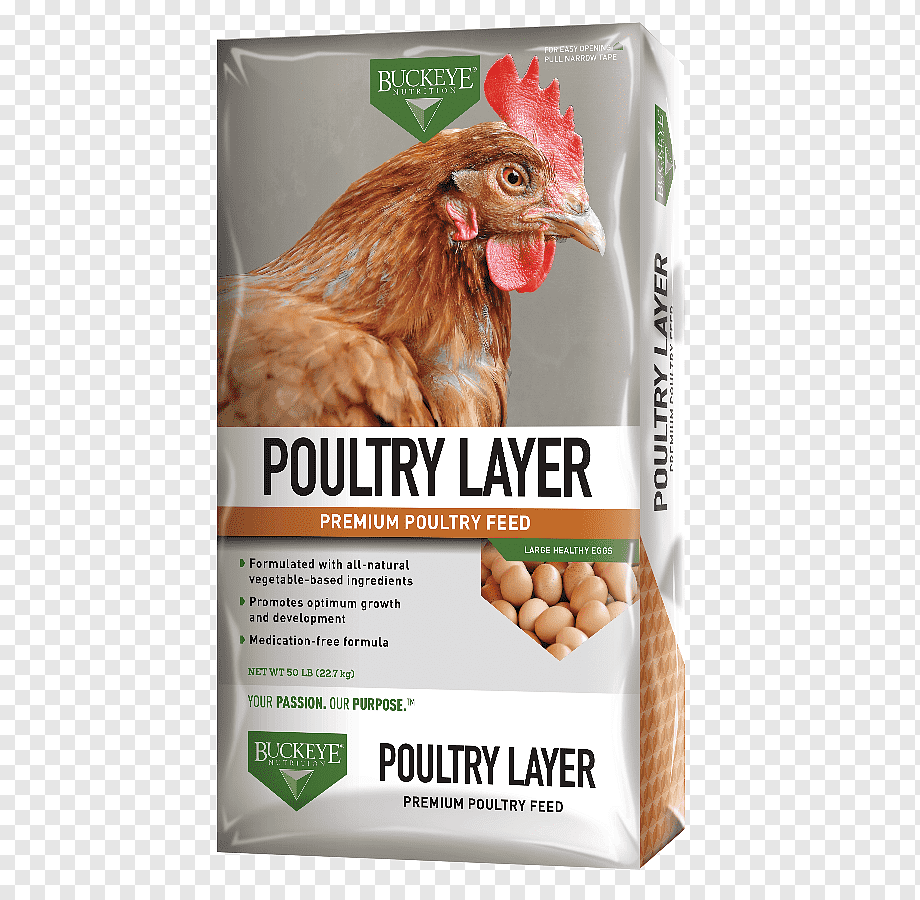 FOR EASY OPENING,
PULL NARROW TAPE
BUCKEYE
NUTRITION
POULTRY LAYER
PREMIUM POULTRY FEED
LARGE HEALTHY EGGS
Formulated with all-natural
vegetable-based ingredients
Promotes optimum growth
and development
Medication-free formula
NET WT 50 LB (22.7 kg)
YOUR PASSION. OUR PURPOSE.™
BUCKEYE®
NUTRITION
POULTRY LAYER
PREMIUM POULTRY FEED
BUCKEYE
POULTRY LAYER
PREMIUM POULTRY FEED